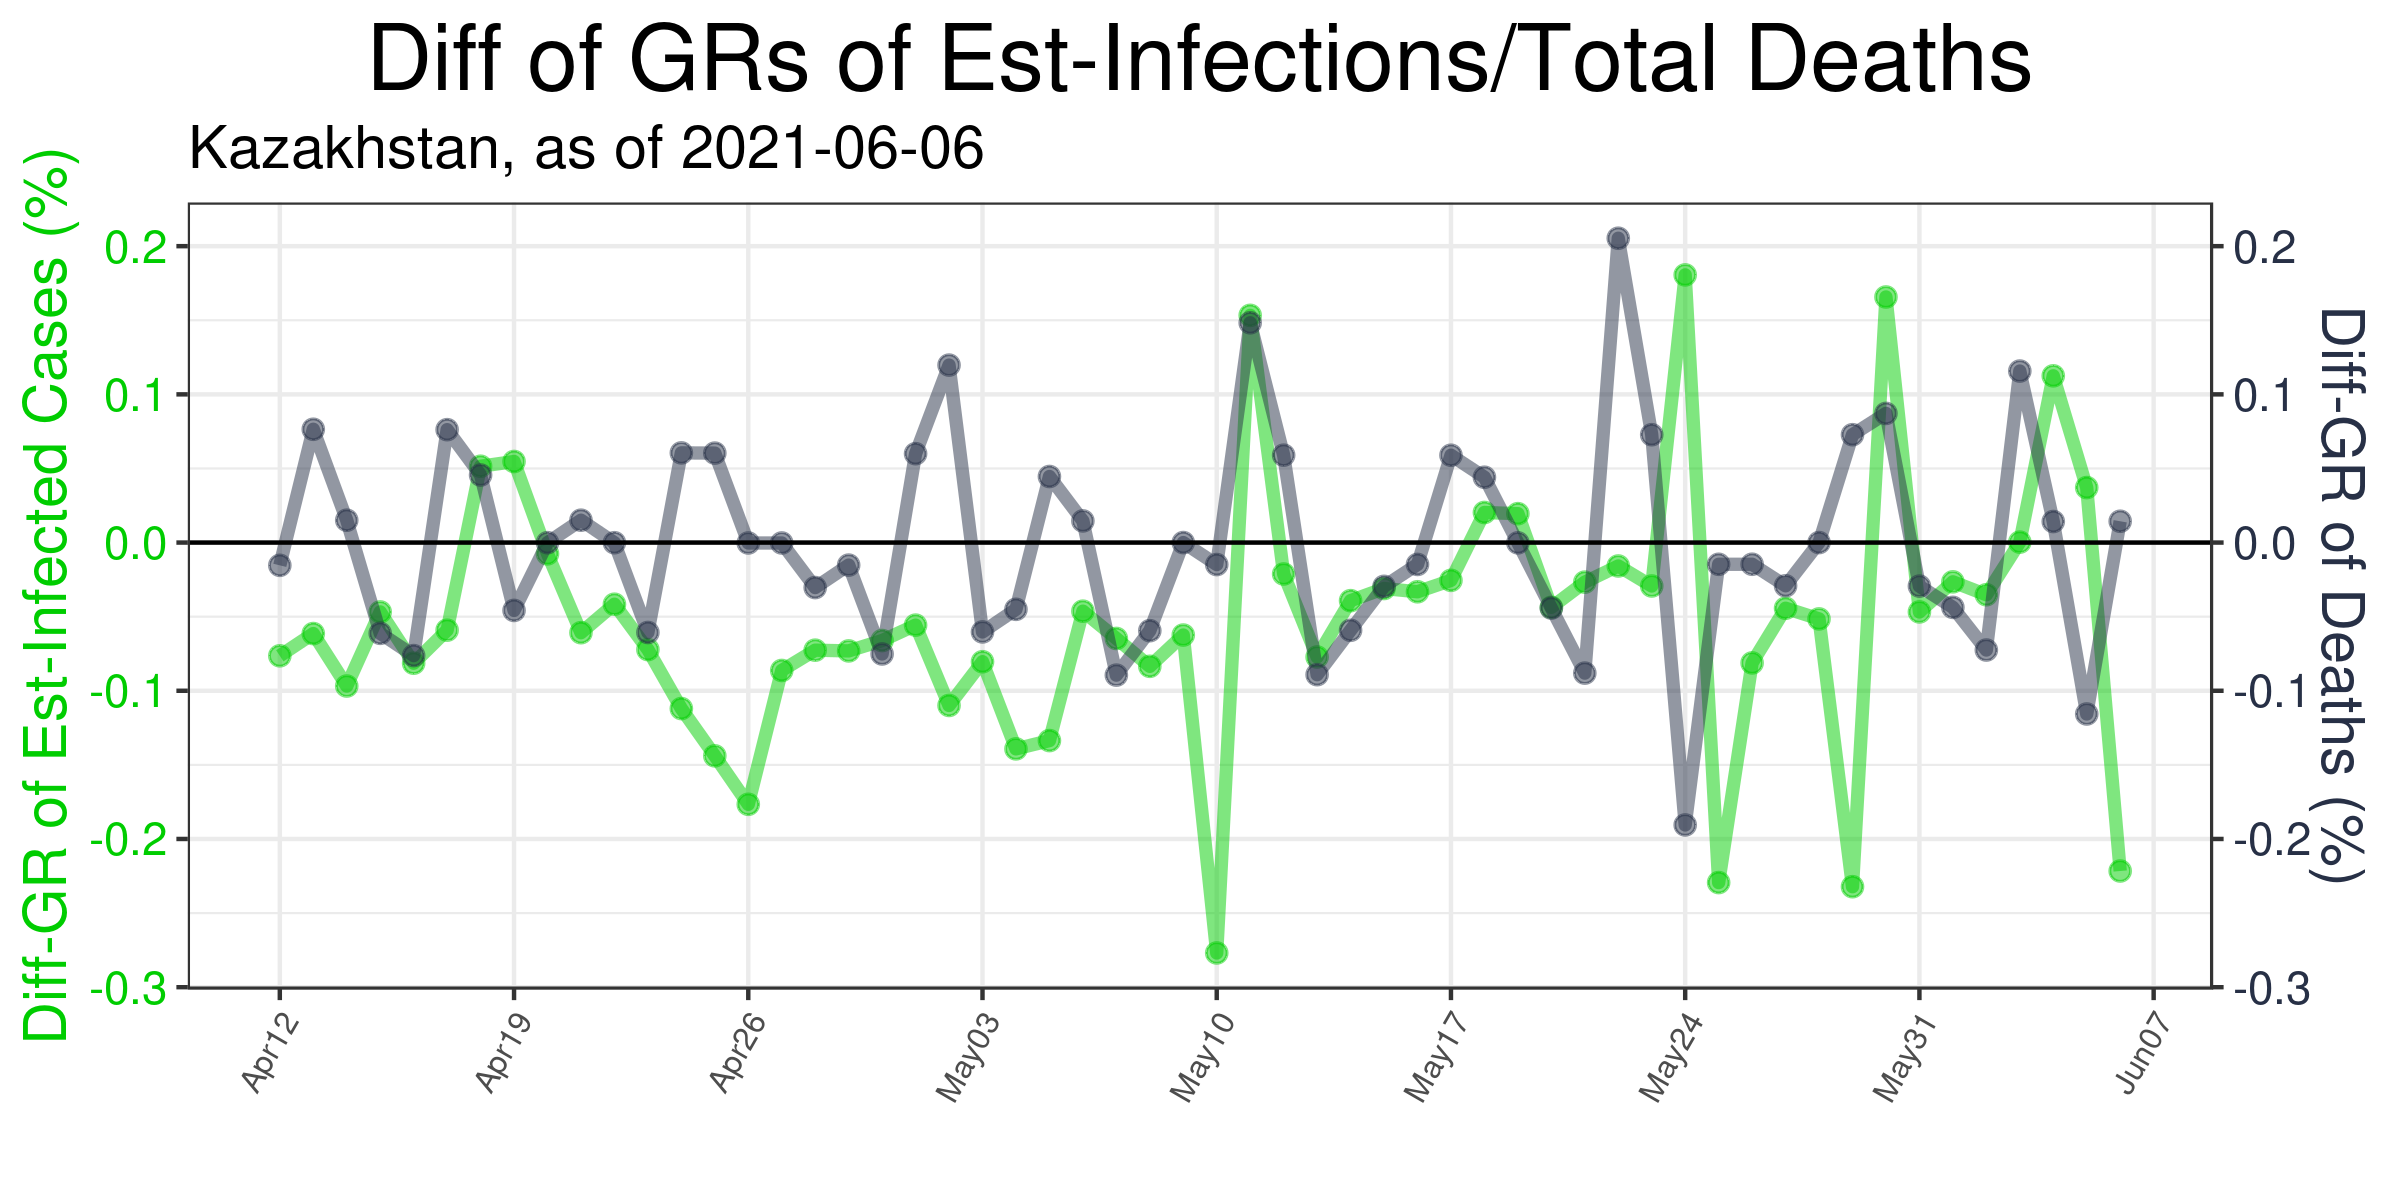 Diff of GRs of Est-Infections/Total Deaths
Kazakhstan, as of 2021-06-06
Diff-GR of Est-Infected Cases (%)
0.2
0.1
0.0
-0.1
-0.2
-0.3
0.2
0.1
0.0
-0.1
-0.2
-0.3
Diff-GR of Deaths (%)
Apr12
Apr19
Apr26
May03
May10
May17
May24
May31
Jun07